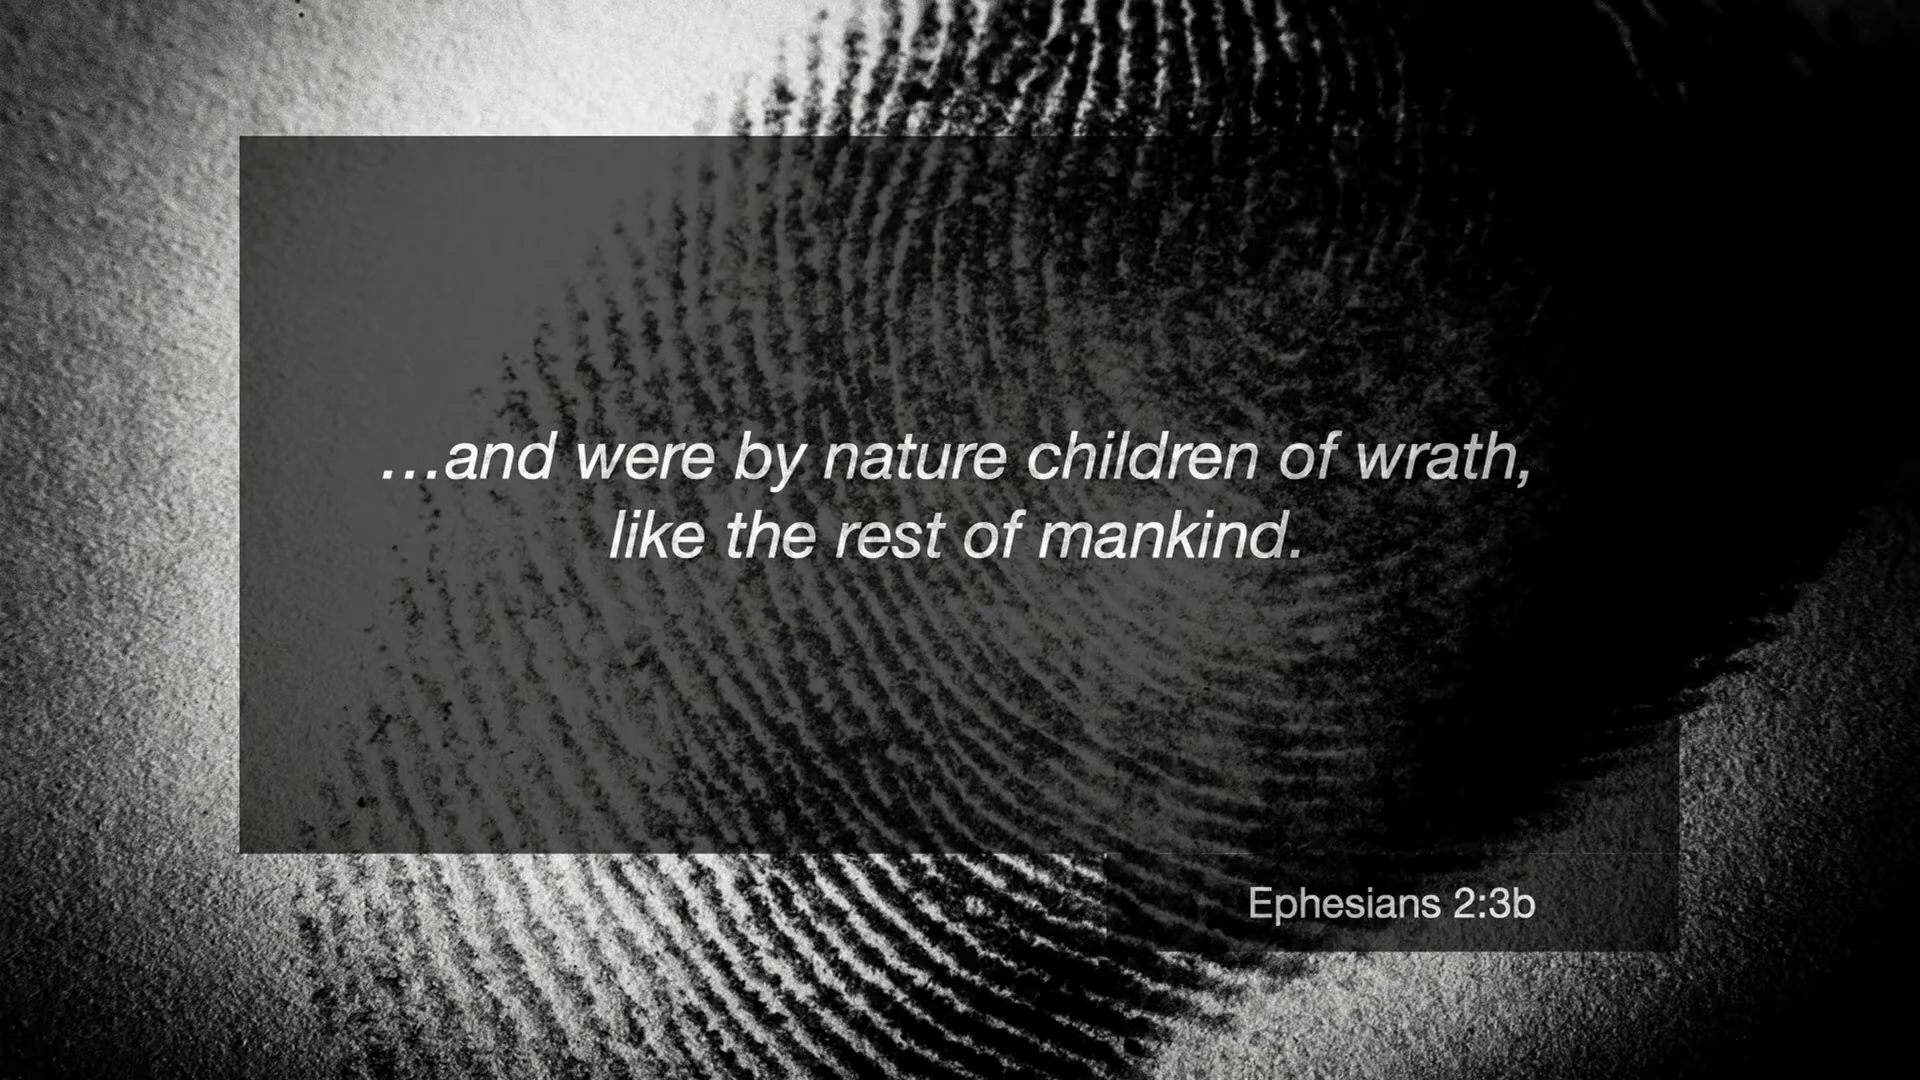 …and were by nature children of wrath,
like the rest of mankind.
Ephesians 2:3b